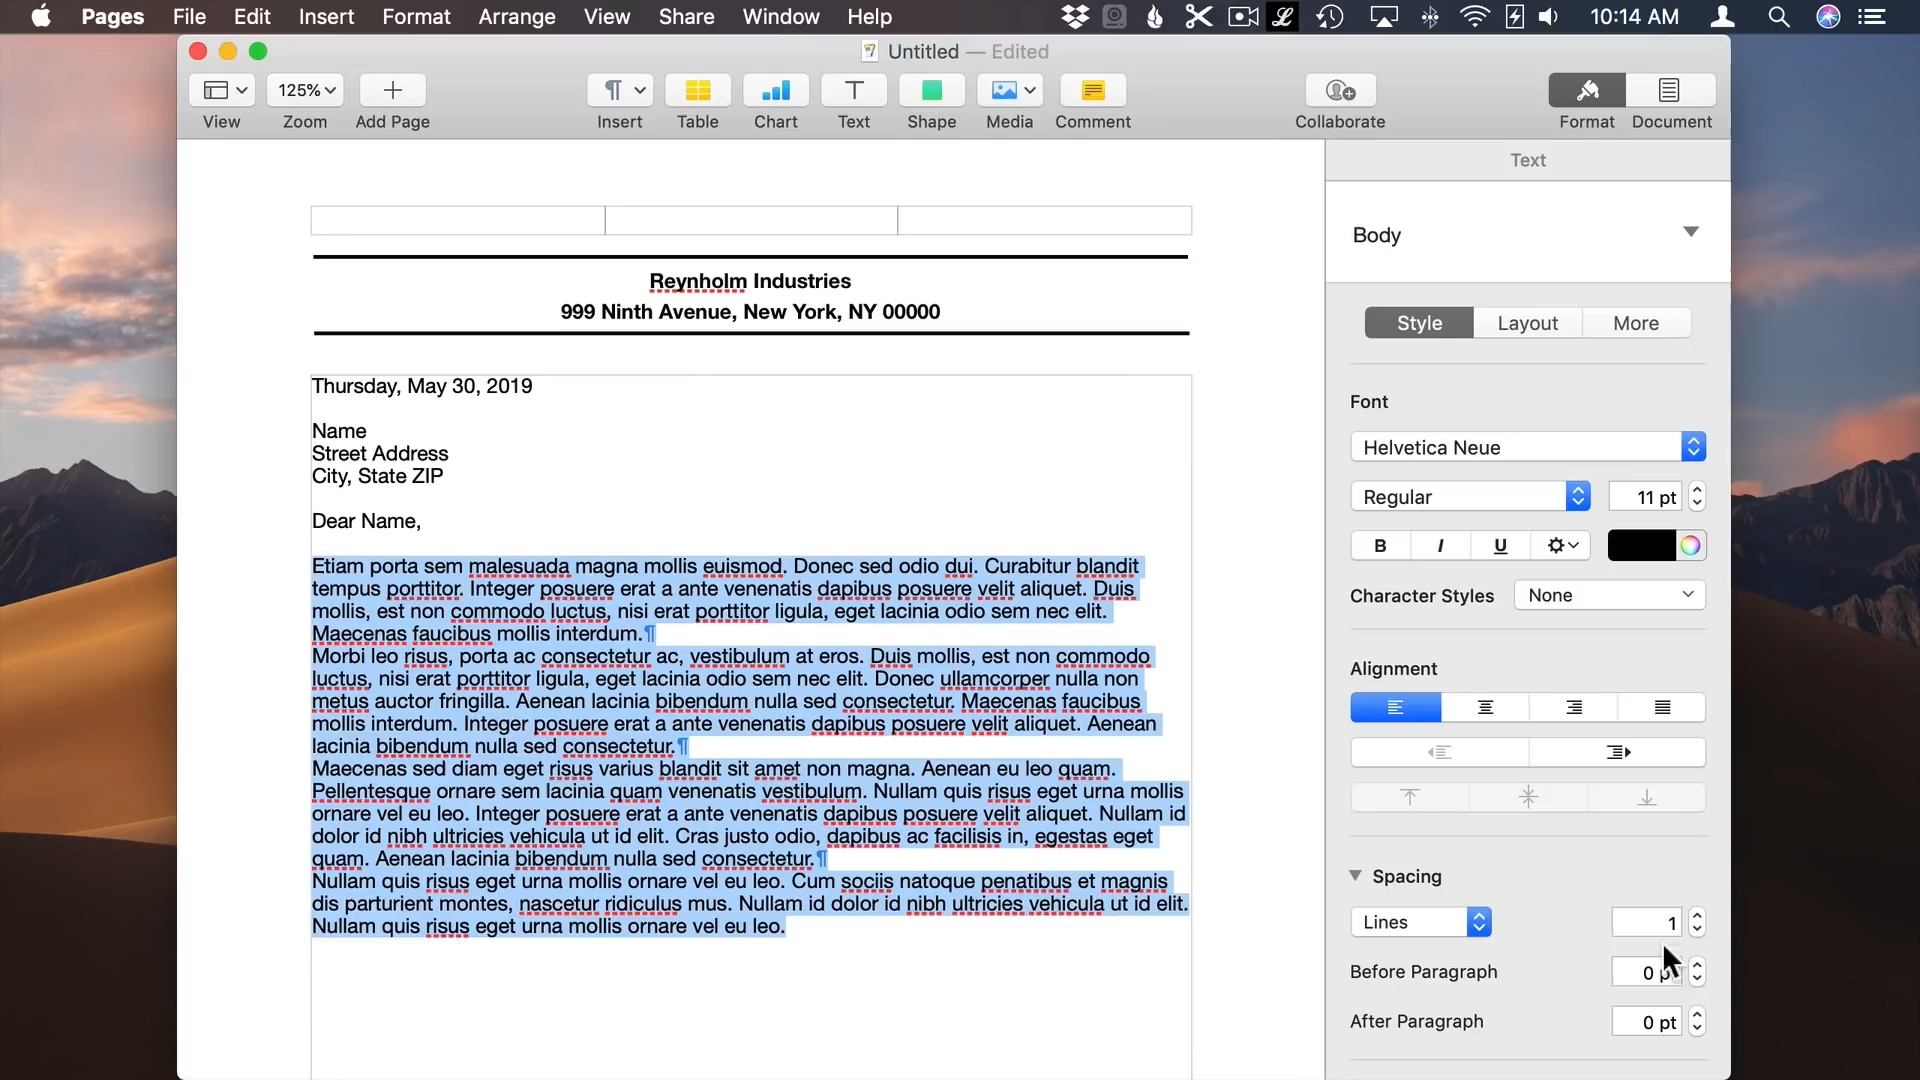 Pages File Edit Insert Format Arrange View Share Window Help 10:14 AM
Untitled — Edited
125%
View Zoom Add Page Insert Table Chart Text Shape Media Comment Collaborate Format Document
Text
Body
Style Layout More
Reynholm Industries
999 Ninth Avenue, New York, NY 00000
Thursday, May 30, 2019
Name
Street Address
City, State ZIP
Dear Name,
Etiam porta sem malesuada magna mollis euismod. Donec sed odio dui. Curabitur blandit
tempus porttitor. Integer posuere erat a ante venenatis dapibus posuere velit aliquet. Duis
mollis, est non commodo luctus, nisi erat porttitor ligula, eget lacinia odio sem nec elit.
Maecenas faucibus mollis interdum.¶
Morbi leo risus, porta ac consectetur ac, vestibulum at eros. Duis mollis, est non commodo
luctus, nisi erat porttitor ligula, eget lacinia odio sem nec elit. Donec ullamcorper nulla non
metus auctor fringilla. Aenean lacinia bibendum nulla sed consectetur. Maecenas faucibus
mollis interdum. Integer posuere erat a ante venenatis dapibus posuere velit aliquet. Aenean
lacinia bibendum nulla sed consectetur.¶
Maecenas sed diam eget risus varius blandit sit amet non magna. Aenean eu leo quam.
Pellentesque ornare sem lacinia quam venenatis vestibulum. Nullam quis risus eget urna mollis
ornare vel eu leo. Integer posuere erat a ante venenatis dapibus posuere velit aliquet. Nullam id
dolor id nibh ultricies vehicula ut id elit. Cras justo odio, dapibus ac facilisis in, egestas eget
quam. Aenean lacinia bibendum nulla sed consectetur.¶
Nullam quis risus eget urna mollis ornare vel eu leo. Cum sociis natoque penatibus et magnis
dis parturient montes, nascetur ridiculus mus. Nullam id dolor id nibh ultricies vehicula ut id elit.
Nullam quis risus eget urna mollis ornare vel eu leo.
Font
Helvetica Neue
Regular 11 pt
B I U
Character Styles None
Alignment
Spacing
Lines 1
Before Paragraph 0 pt
After Paragraph 0 pt